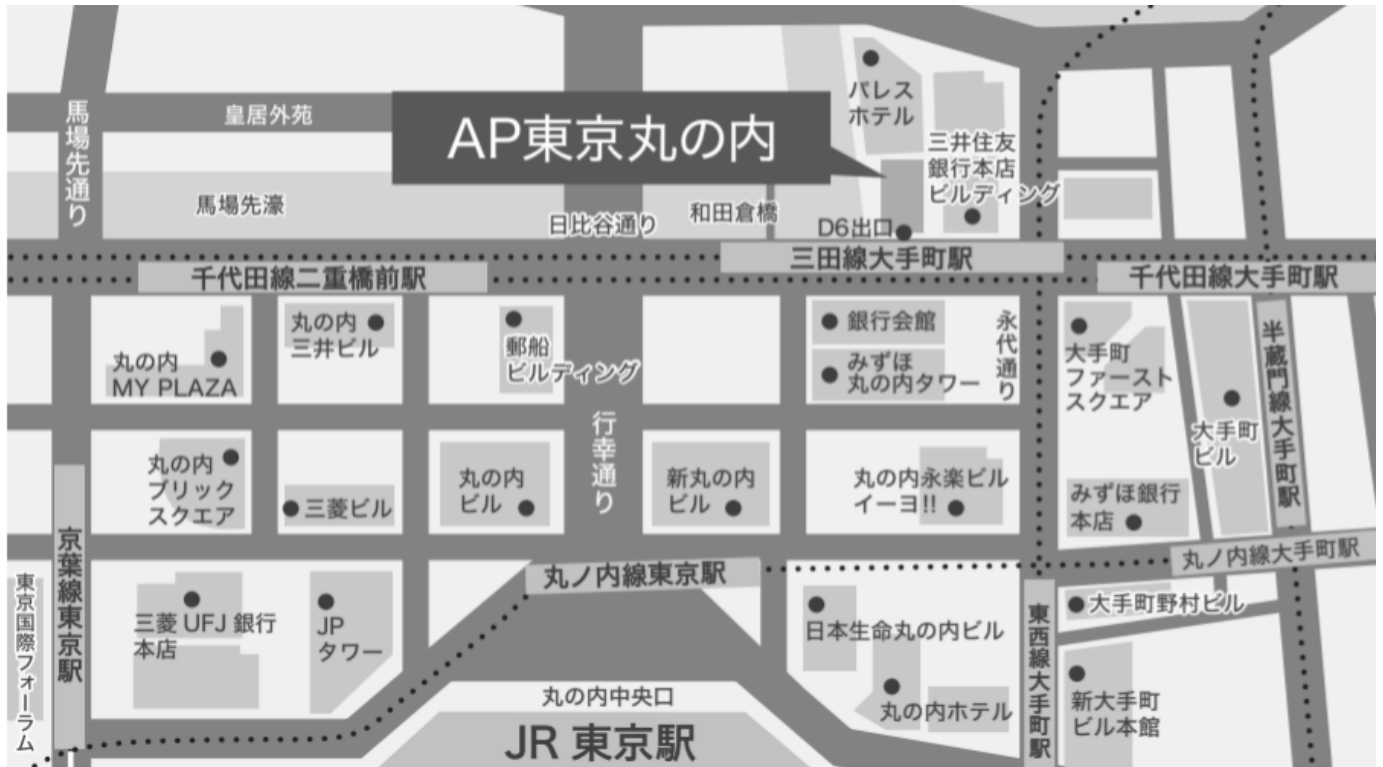 パレス
ホテル
馬場先通り
皇居外苑
AP東京丸の内
三井住友
銀行本店
ビルディング
馬場先濠
日比谷通り
和田倉橋
D6出口
三田線大手町駅
千代田線二重橋前駅
千代田線大手町駅
丸の内
MY PLAZA
丸の内
三井ビル
郵船
ビルディング
銀行会館
みずほ
丸の内タワー
永代通り
大手町
ファースト
スクエア
大手町
ビル
半蔵門線大手町駅
行幸通り
丸の内
ブリック
スクエア
三菱ビル
丸の内
ビル
新丸の内
ビル
丸の内永楽ビル
イーヨ!!
みずほ銀行
本店
京葉線東京駅
丸ノ内線東京駅
丸ノ内線大手町駅
東京国際フォーラム
三菱 UFJ 銀行
本店
JP
タワー
日本生命丸の内ビル
東西線大手町駅
大手町野村ビル
丸の内ホテル
新大手町
ビル本館
丸の内中央口
JR 東京駅